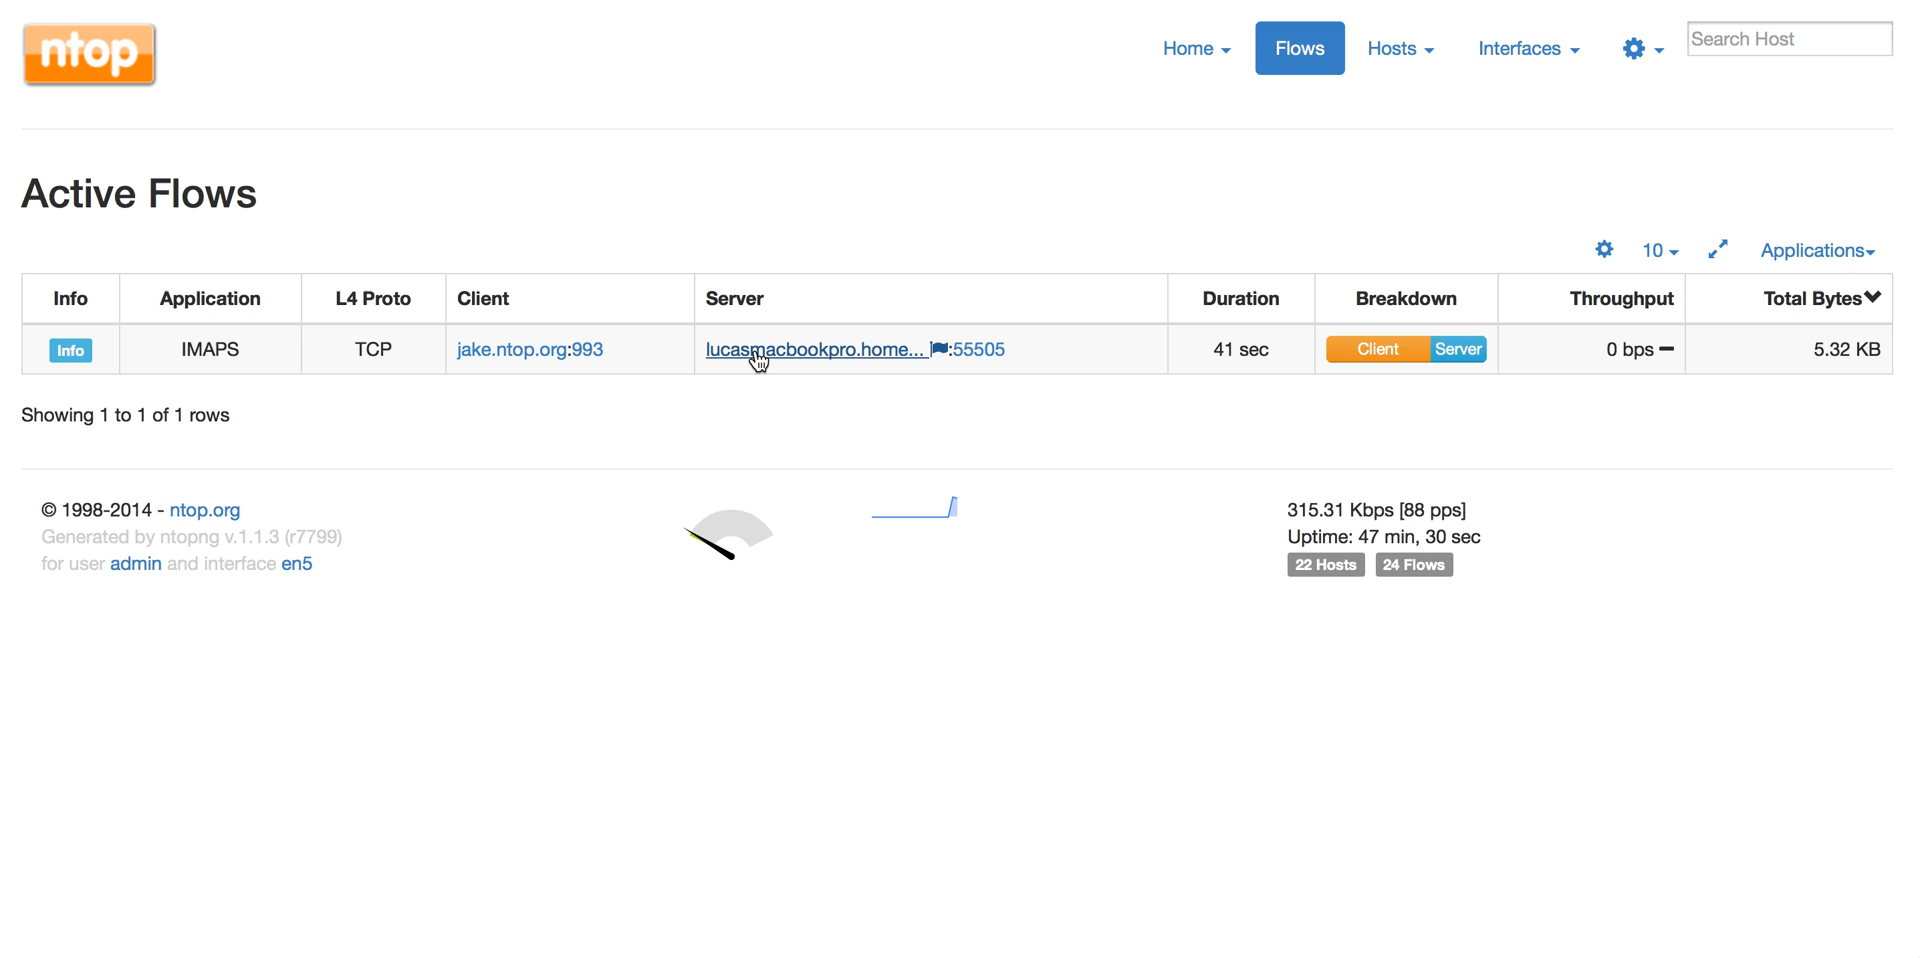 ntop
Home Flows Hosts Interfaces Search Host
Active Flows
10 Applications
Info Application L4 Proto Client Server Duration Breakdown Throughput Total Bytes
Info IMAPS TCP jake.ntop.org:993 lucasmacbookpro.home... :55505 41 sec Client Server 0 bps 5.32 KB
Showing 1 to 1 of 1 rows
© 1998-2014 - ntop.org
Generated by ntopng v.1.1.3 (r7799)
for user admin and interface en5
315.31 Kbps [88 pps]
Uptime: 47 min, 30 sec
22 Hosts 24 Flows